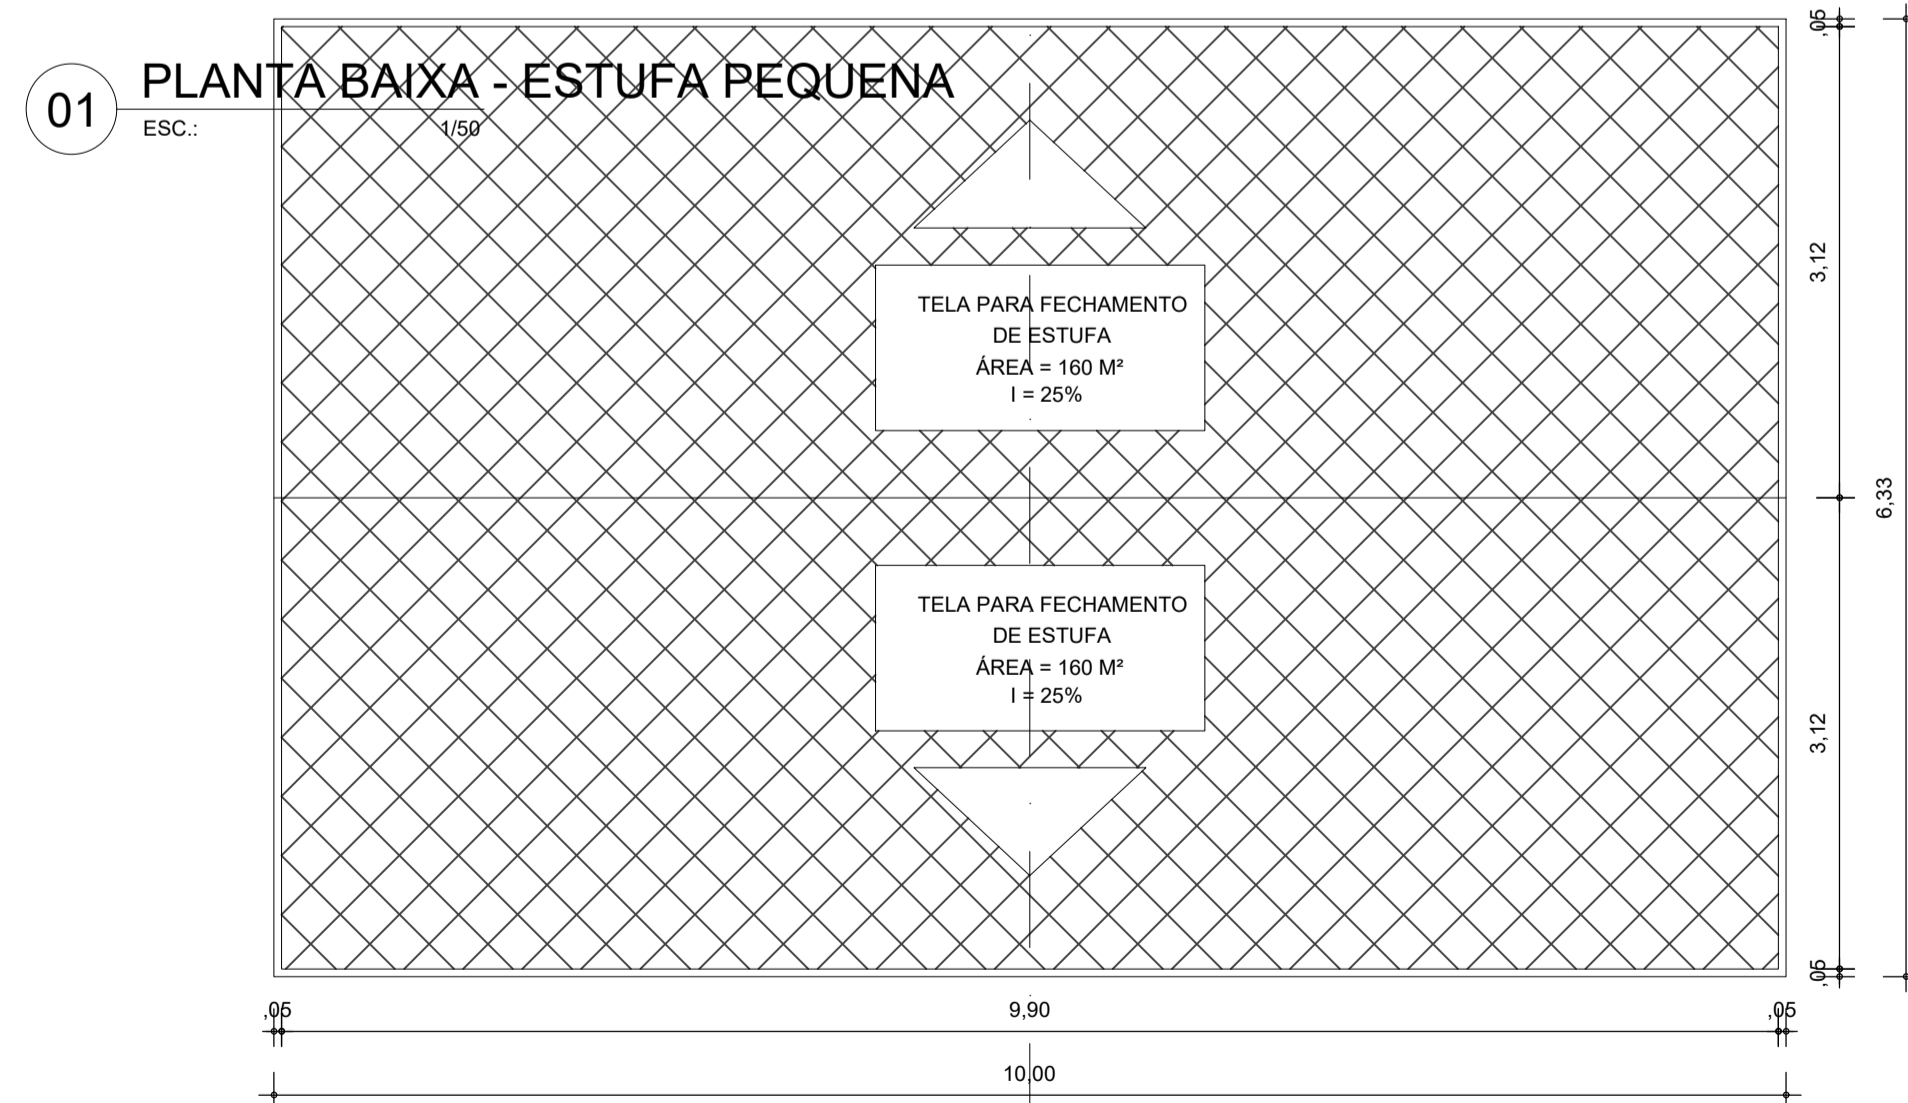 01
PLANTA BAIXA - ESTUFA PEQUENA
ESC.: 1/50
,05
3,12
TELA PARA FECHAMENTO
DE ESTUFA
ÁREA = 160 M²
I = 25%
6,33
TELA PARA FECHAMENTO
DE ESTUFA
ÁREA = 160 M²
I = 25%
3,12
,05
,05 9,90 ,05
10,00